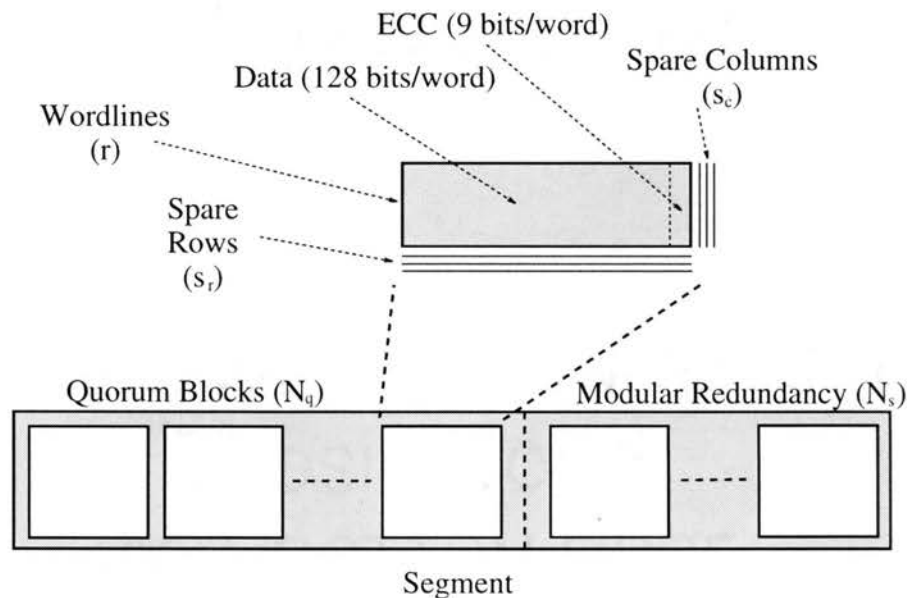 ECC (9 bits/word)
Data (128 bits/word)
Spare Columns
(s_c)
Wordlines
(r)
Spare
Rows
(s_r)
Quorum Blocks (N_q)
Modular Redundancy (N_s)
Segment